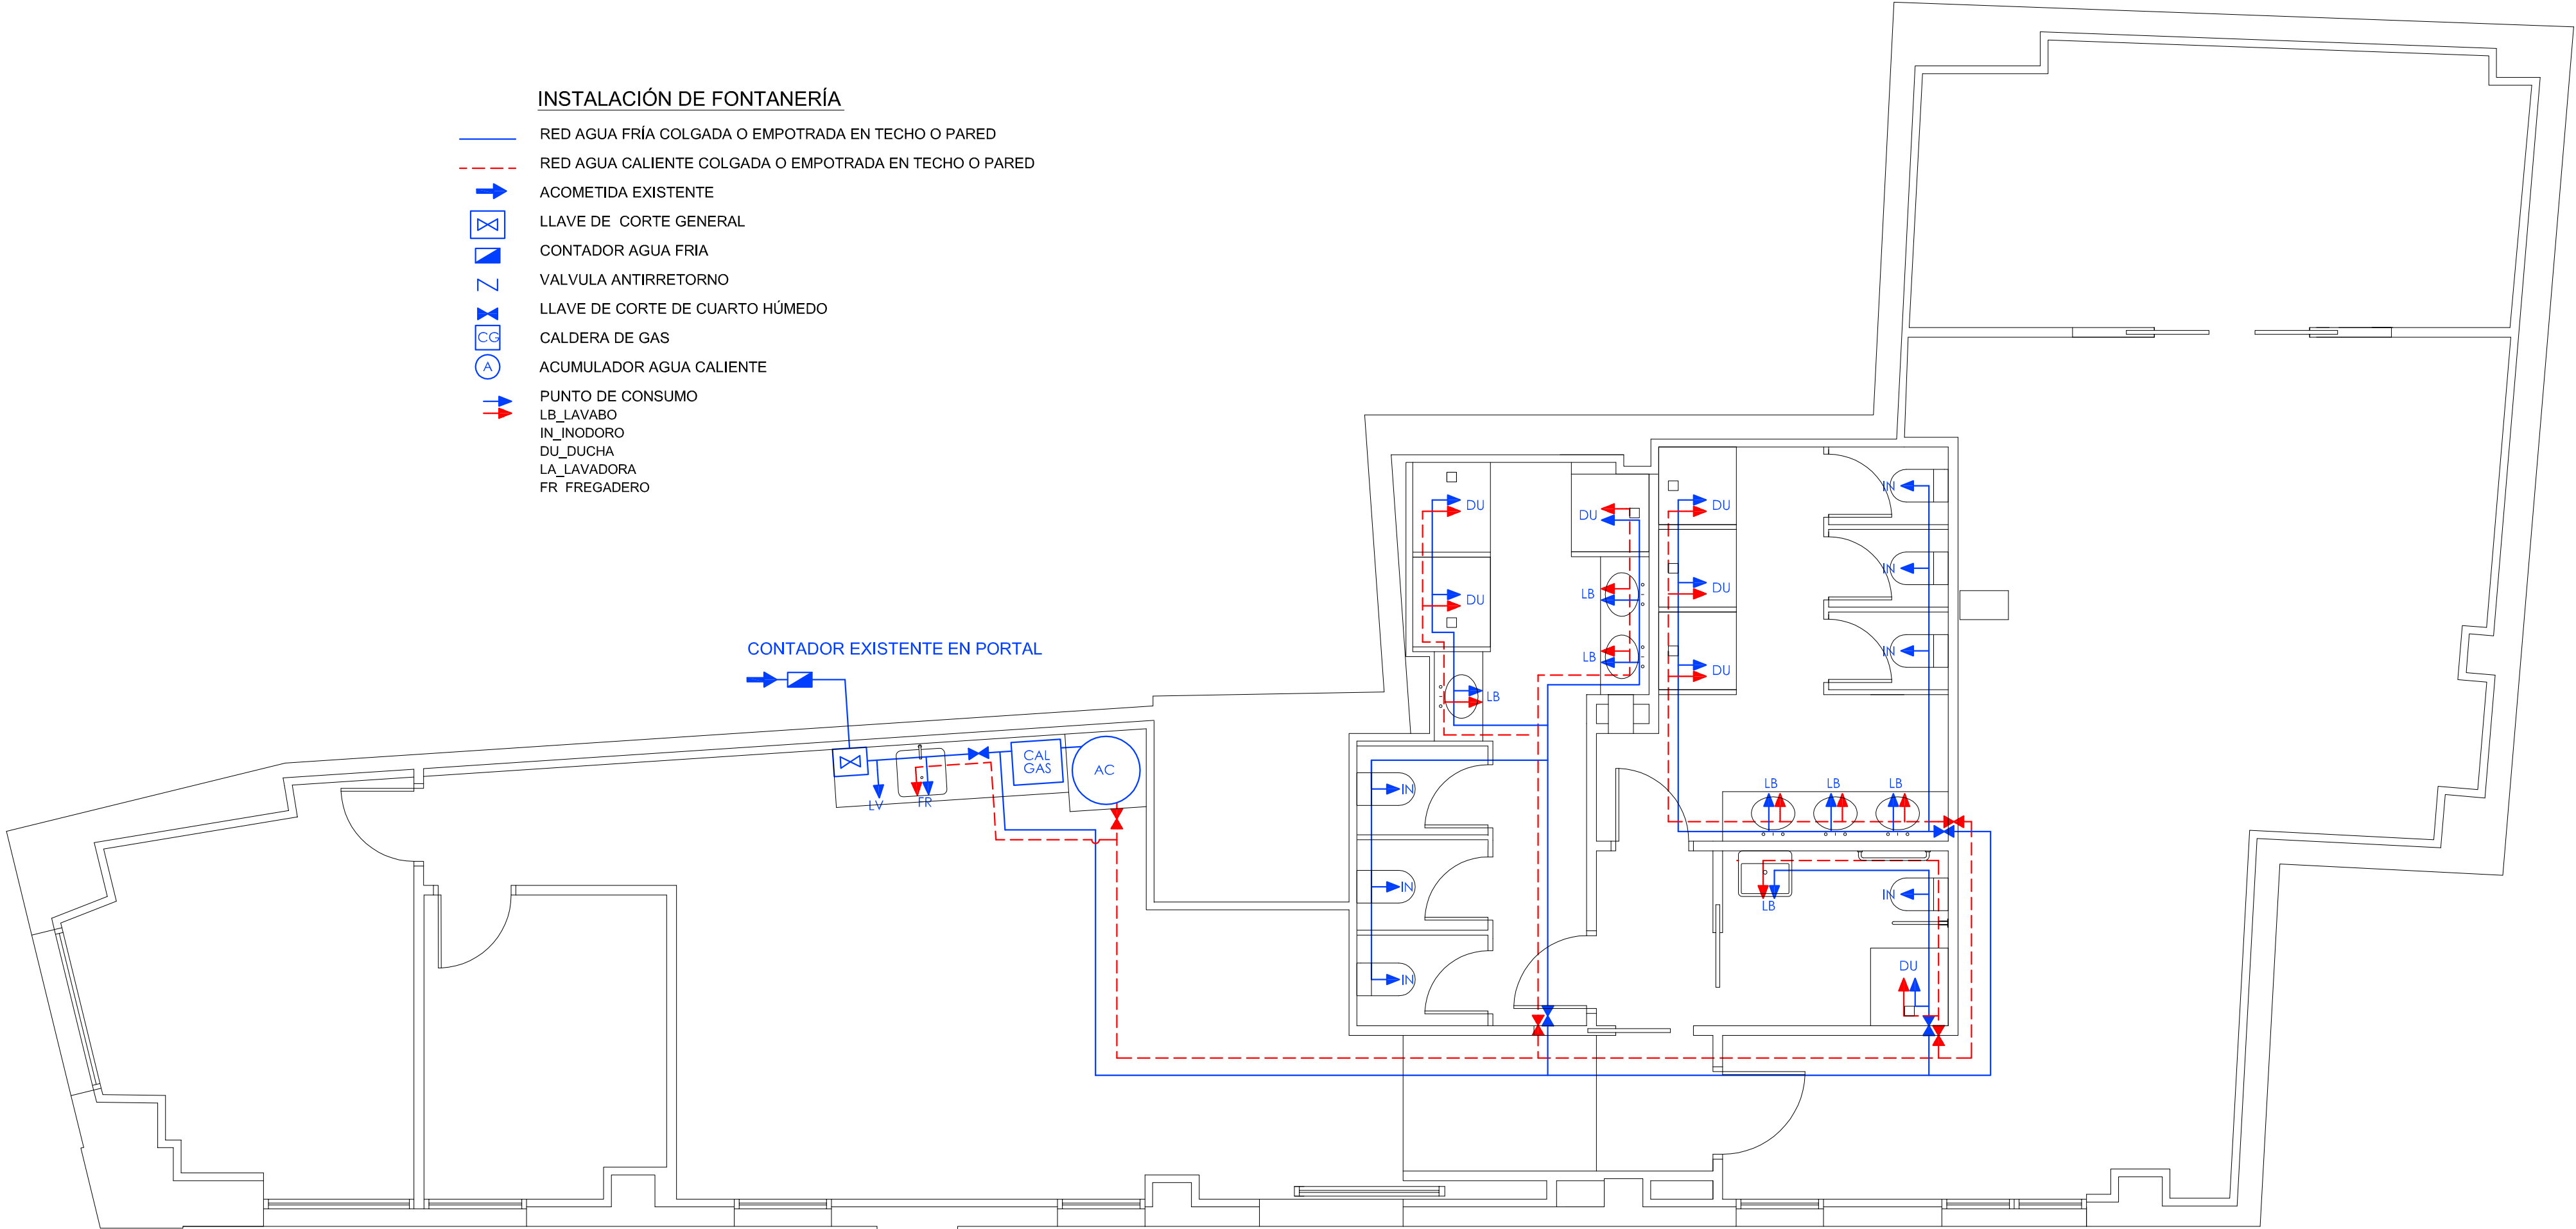 INSTALACIÓN DE FONTANERÍA
RED AGUA FRÍA COLGADA O EMPOTRADA EN TECHO O PARED
RED AGUA CALIENTE COLGADA O EMPOTRADA EN TECHO O PARED
ACOMETIDA EXISTENTE
LLAVE DE CORTE GENERAL
CONTADOR AGUA FRIA
VALVULA ANTIRRETORNO
LLAVE DE CORTE DE CUARTO HÚMEDO
CG CALDERA DE GAS
A ACUMULADOR AGUA CALIENTE
PUNTO DE CONSUMO
LB_LAVABO
IN_INODORO
DU_DUCHA
LA_LAVADORA
FR FREGADERO
IN
DU
DU
DU
IN
DU
LB
DU
CONTADOR EXISTENTE EN PORTAL
IN
LB
DU
LB
CAL
GAS
AC
LV
FR
IN
LB
LB
LB
IN
IN
LB
IN
DU